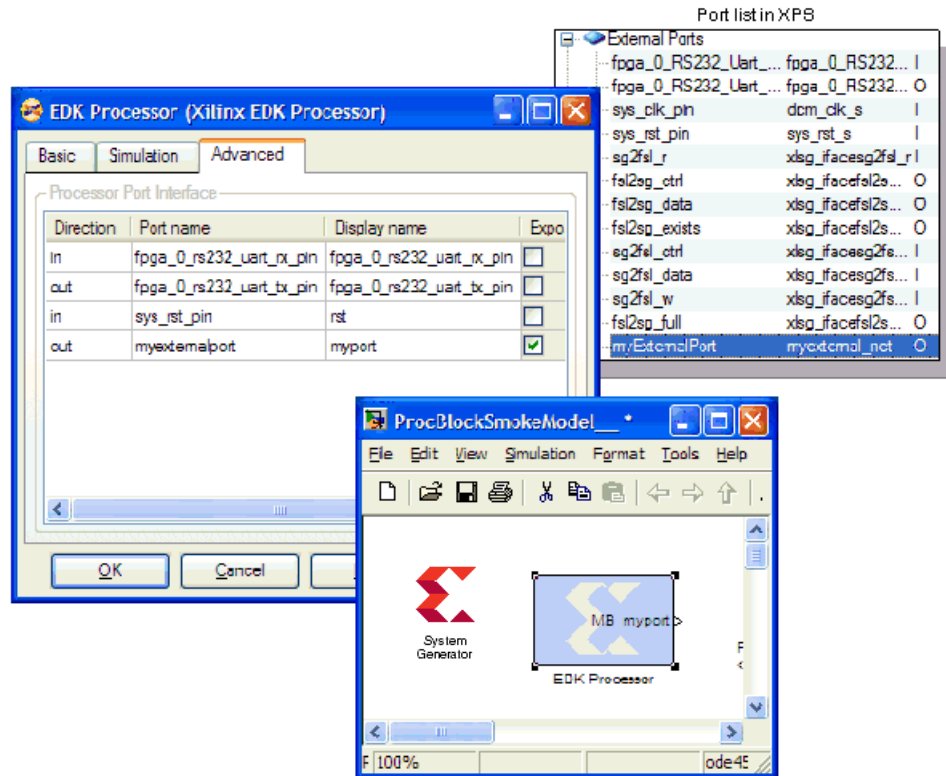 Port list in XPS
External Ports
fpga_0_RS232_Uart_... fpga_0_RS232... I
fpga_0_RS232_Uart_... fpga_0_RS232... O
sys_clk_pin dcm_clk_s I
sys_rst_pin sys_rst_s I
sg2fsl_r xlsg_ifacesg2fsl_r I
fsl2sg_ctrl xlsg_ifacefsl2s... O
fsl2sg_data xlsg_ifacefsl2s... O
fsl2sg_exists xlsg_ifacefsl2s... O
sg2fsl_ctrl xlsg_ifacesg2fs... I
sg2fsl_data xlsg_ifacesg2fs... I
sg2fsl_w xlsg_ifacesg2fs... I
fsl2sg_full xlsg_ifacefsl2s... O
myExternalPort myexternal_net O
EDK Processor (Xilinx EDK Processor)
Basic Simulation Advanced
Processor Port Interface
Direction Port name Display name Expo
in fpga_0_rs232_uart_rx_pin fpga_0_rs232_uart_rx_pin
out fpga_0_rs232_uart_tx_pin fpga_0_rs232_uart_tx_pin
in sys_rst_pin rst
out myexternalport myport
OK Cancel
ProcBlockSmokeModel__ *
File Edit View Simulation Format Tools Help
MB myport
System
Generator
EDK Processor
F 100% ode45